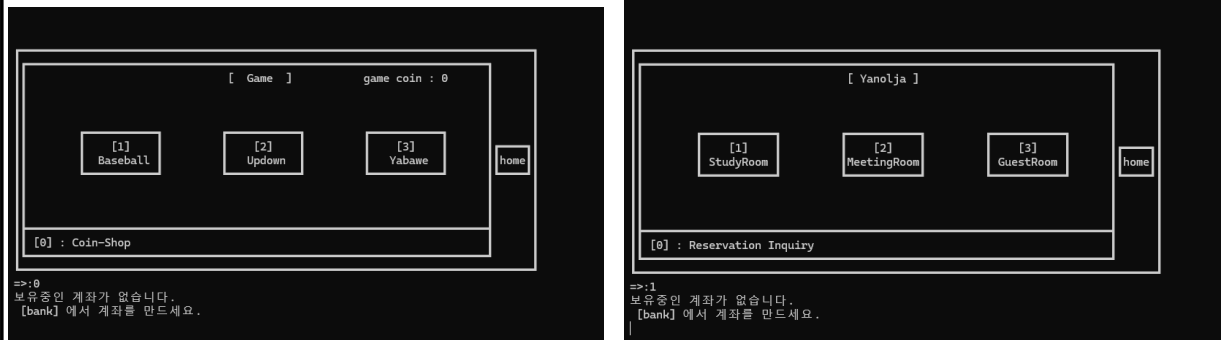 [  Game  ]          game coin : 0
[1]          [2]          [3]
Baseball          Updown          Yabawe
home
[0] : Coin-Shop
=>:0
보유중인 계좌가 없습니다.
[bank] 에서 계좌를 만드세요.
[ Yanolja ]
[1]          [2]          [3]
StudyRoom          MeetingRoom          GuestRoom
home
[0] : Reservation Inquiry
=>:1
보유중인 계좌가 없습니다.
[bank] 에서 계좌를 만드세요.